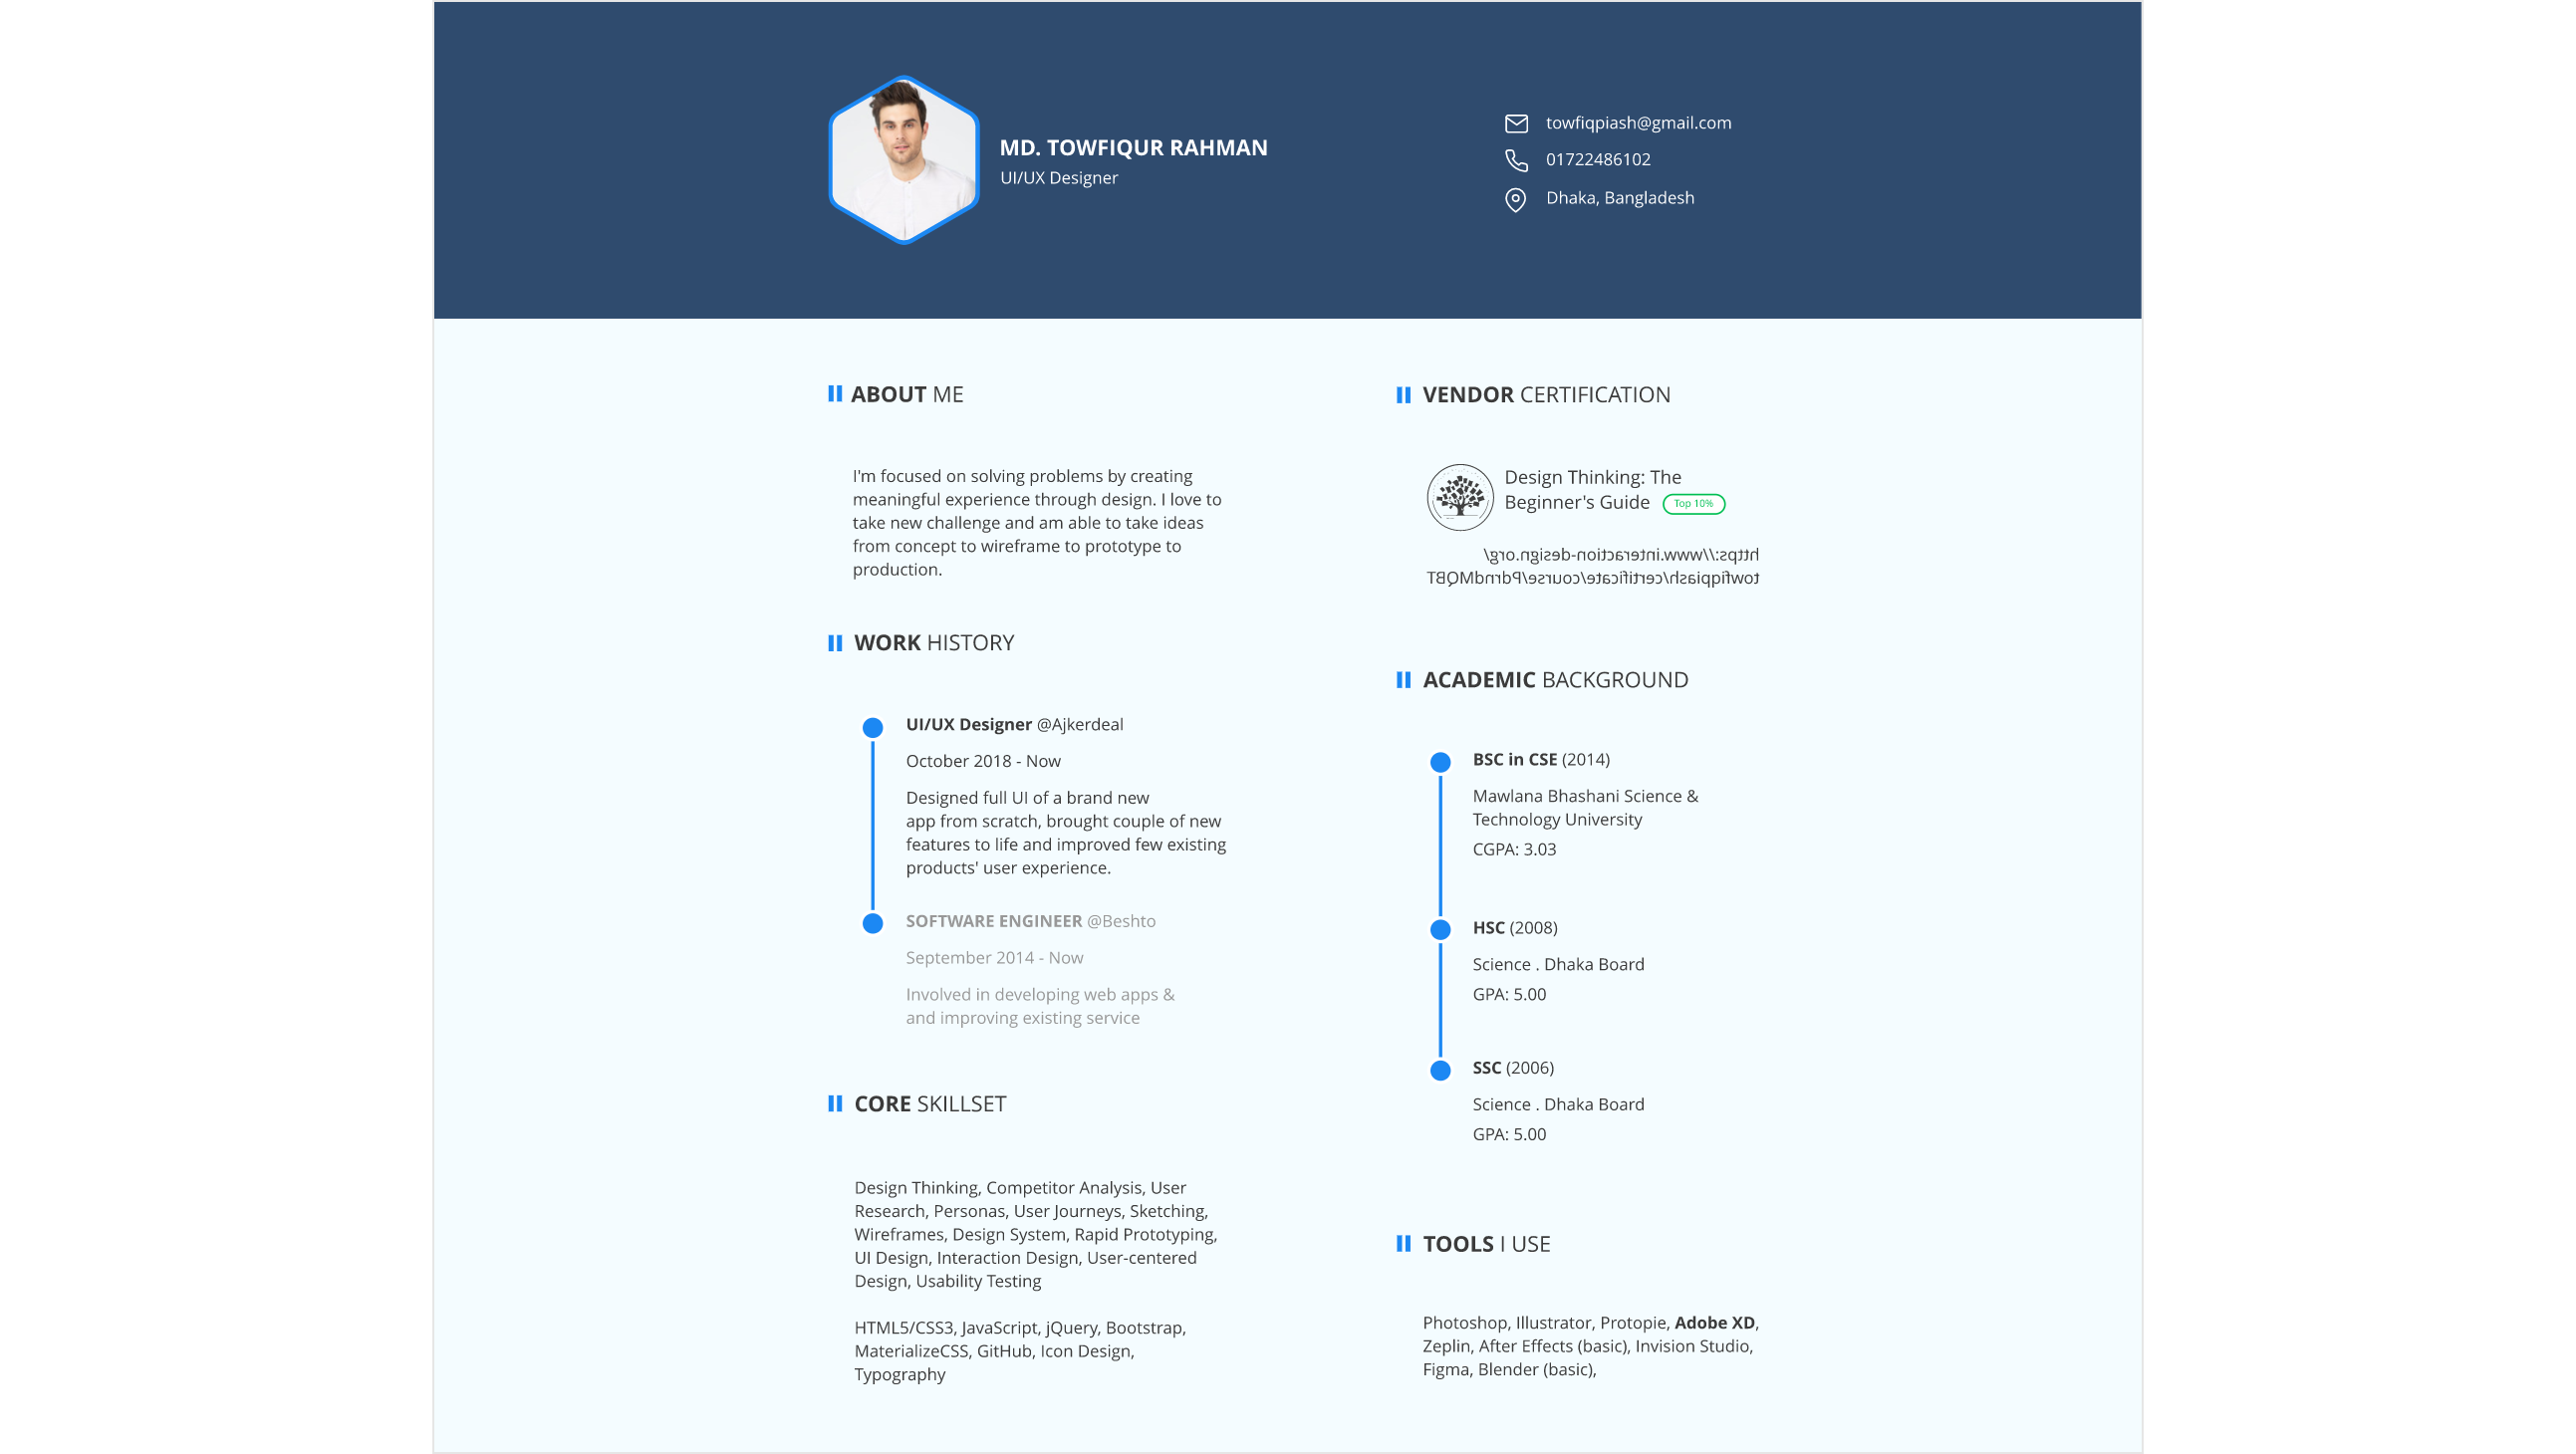 MD. TOWFIQUR RAHMAN
UI/UX Designer
towfiqpiash@gmail.com
01722486102
Dhaka, Bangladesh
ABOUT ME
I'm focused on solving problems by creating
meaningful experience through design. I love to
take new challenge and am able to take ideas
from concept to wireframe to prototype to
production.
WORK HISTORY
UI/UX Designer @Ajkerdeal
October 2018 - Now
Designed full UI of a brand new
app from scratch, brought couple of new
features to life and improved few existing
products' user experience.
SOFTWARE ENGINEER @Beshto
September 2014 - Now
Involved in developing web apps &
and improving existing service
CORE SKILLSET
Design Thinking, Competitor Analysis, User
Research, Personas, User Journeys, Sketching,
Wireframes, Design System, Rapid Prototyping,
UI Design, Interaction Design, User-centered
Design, Usability Testing
HTML5/CSS3, JavaScript, jQuery, Bootstrap,
MaterializeCSS, GitHub, Icon Design,
Typography
VENDOR CERTIFICATION
Design Thinking: The
Beginner's Guide Top 10%
https://www.interaction-design.org/
towfiqpiash/certificate/course/PdrndMQBT
ACADEMIC BACKGROUND
BSC in CSE (2014)
Mawlana Bhashani Science &
Technology University
CGPA: 3.03
HSC (2008)
Science . Dhaka Board
GPA: 5.00
SSC (2006)
Science . Dhaka Board
GPA: 5.00
TOOLS I USE
Photoshop, Illustrator, Protopie, Adobe XD,
Zeplin, After Effects (basic), Invision Studio,
Figma, Blender (basic),